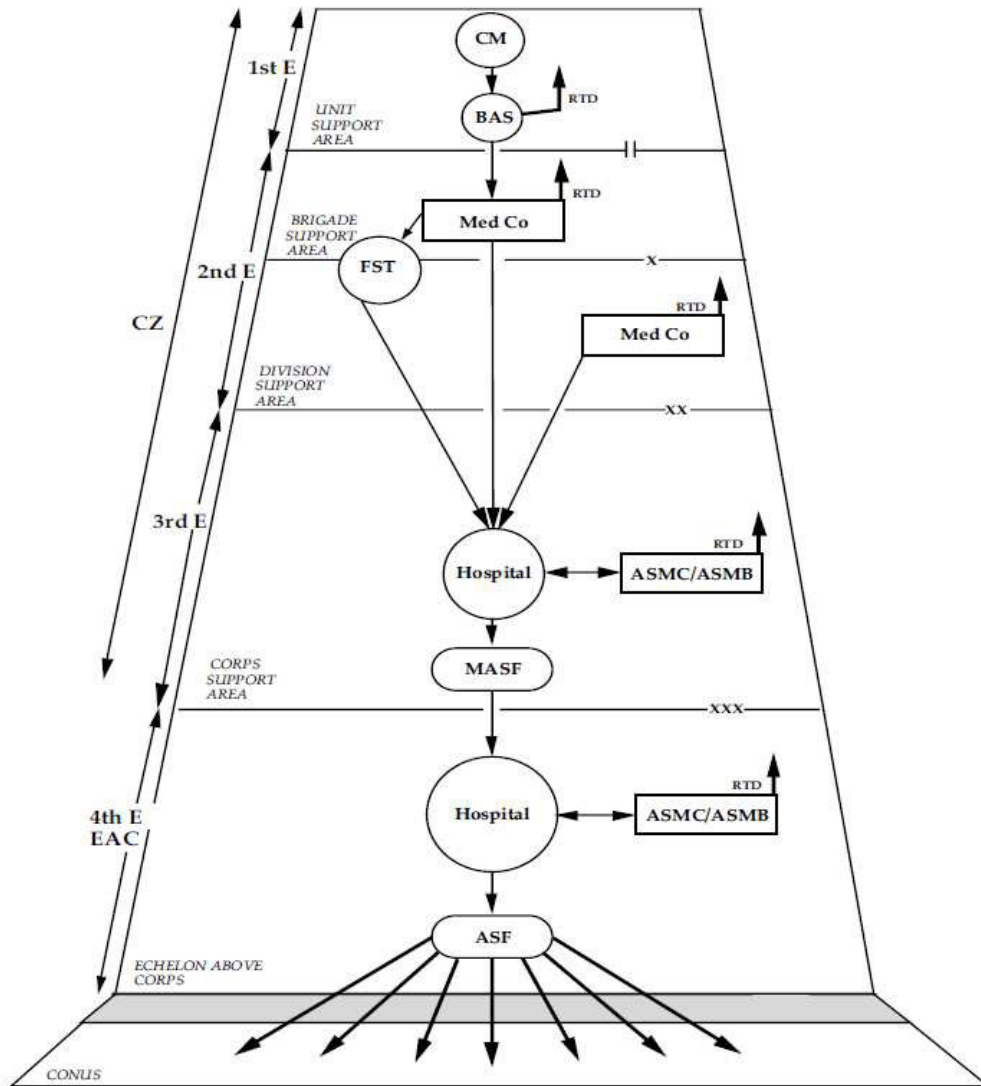 CM
1st E
RTD
BAS
UNIT
SUPPORT
AREA
RTD
Med Co
BRIGADE
SUPPORT
AREA
FST
X
2nd E
RTD
CZ
Med Co
DIVISION
SUPPORT
AREA
XX
3rd E
RTD
Hospital
ASMC/ASMB
MASF
CORPS
SUPPORT
AREA
XXX
RTD
4th E
EAC
Hospital
ASMC/ASMB
ASF
ECHELON ABOVE
CORPS
CONUS